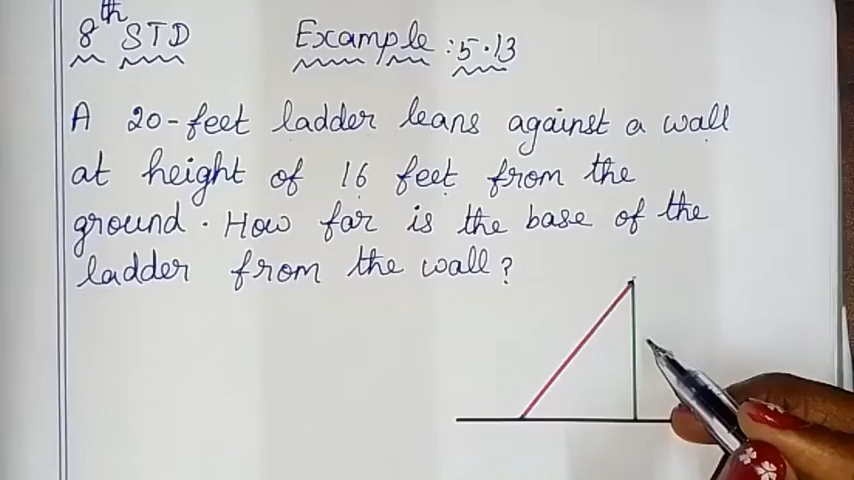 8th STD Example : 5.13
A 20-feet ladder leans against a wall
at height of 16 feet from the
ground. How far is the base of the
ladder from the wall?